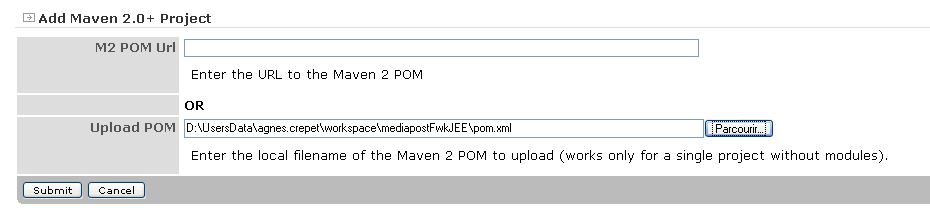 Add Maven 2.0+ Project
M2 POM Url
Enter the URL to the Maven 2 POM
OR
Upload POM D:\UsersData\agnes.crepet\workspace\mediapostFwkJEE\pom.xml Parcourir...
Enter the local filename of the Maven 2 POM to upload (works only for a single project without modules).
Submit Cancel